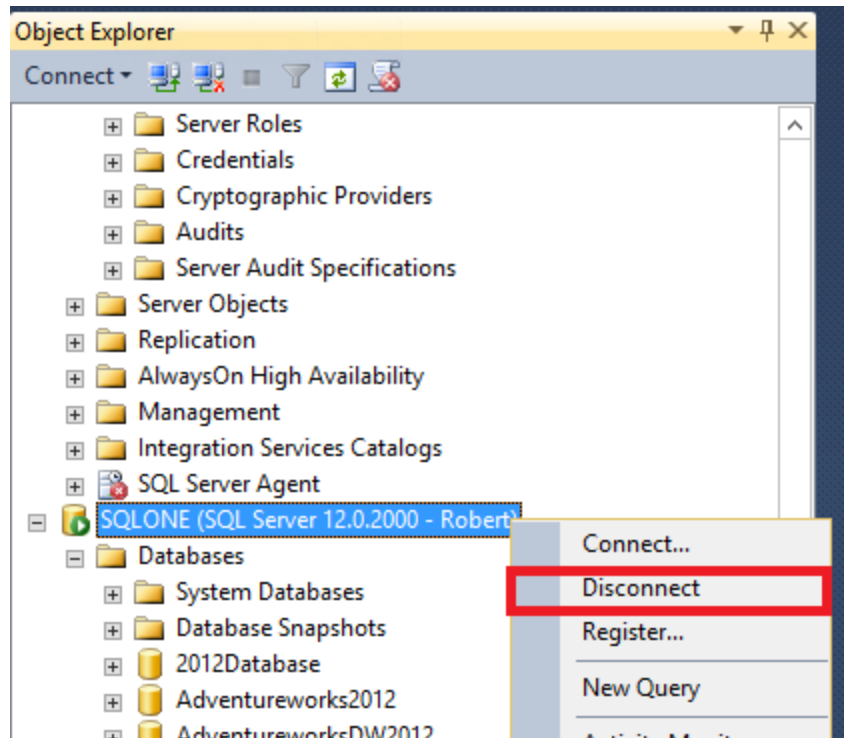 Object Explorer
Connect
Server Roles
Credentials
Cryptographic Providers
Audits
Server Audit Specifications
Server Objects
Replication
AlwaysOn High Availability
Management
Integration Services Catalogs
SQL Server Agent
SQLONE (SQL Server 12.0.2000 - Robert)
Databases
System Databases
Database Snapshots
2012Database
Adventureworks2012
AdventureworksDW2012
Connect...
Disconnect
Register...
New Query
Activity